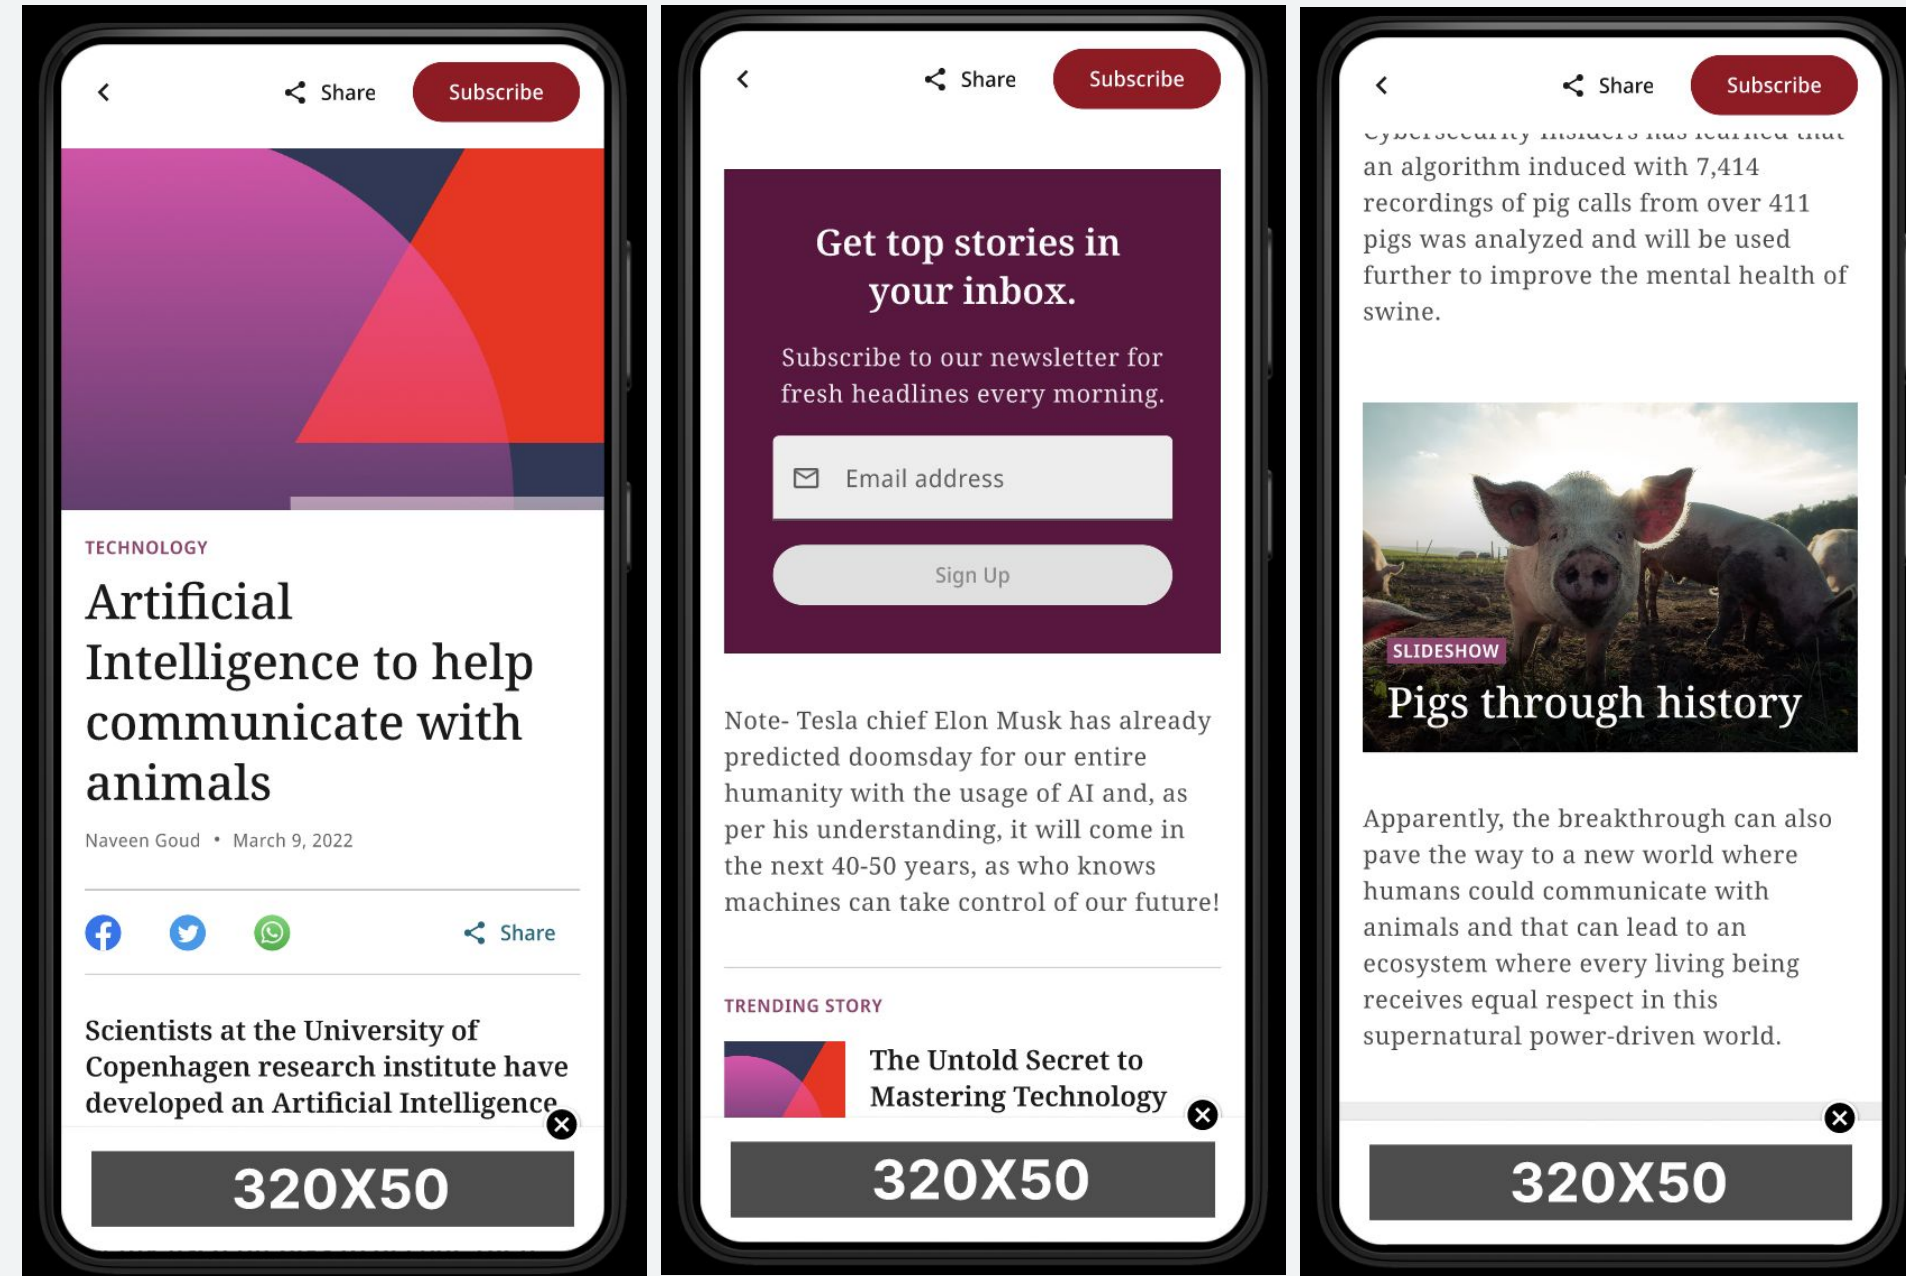 Share
Subscribe
TECHNOLOGY
Artificial
Intelligence to help
communicate with
animals
Naveen Goud • March 9, 2022
Share
Scientists at the University of
Copenhagen research institute have
developed an Artificial Intelligence
320X50
Share
Subscribe
Get top stories in
your inbox.
Subscribe to our newsletter for
fresh headlines every morning.
Email address
Sign Up
Note- Tesla chief Elon Musk has already
predicted doomsday for our entire
humanity with the usage of AI and, as
per his understanding, it will come in
the next 40-50 years, as who knows
machines can take control of our future!
TRENDING STORY
The Untold Secret to
Mastering Technology
320X50
Share
Subscribe
Cybersecurity Insiders has learned that
an algorithm induced with 7,414
recordings of pig calls from over 411
pigs was analyzed and will be used
further to improve the mental health of
swine.
SLIDESHOW
Pigs through history
Apparently, the breakthrough can also
pave the way to a new world where
humans could communicate with
animals and that can lead to an
ecosystem where every living being
receives equal respect in this
supernatural power-driven world.
320X50